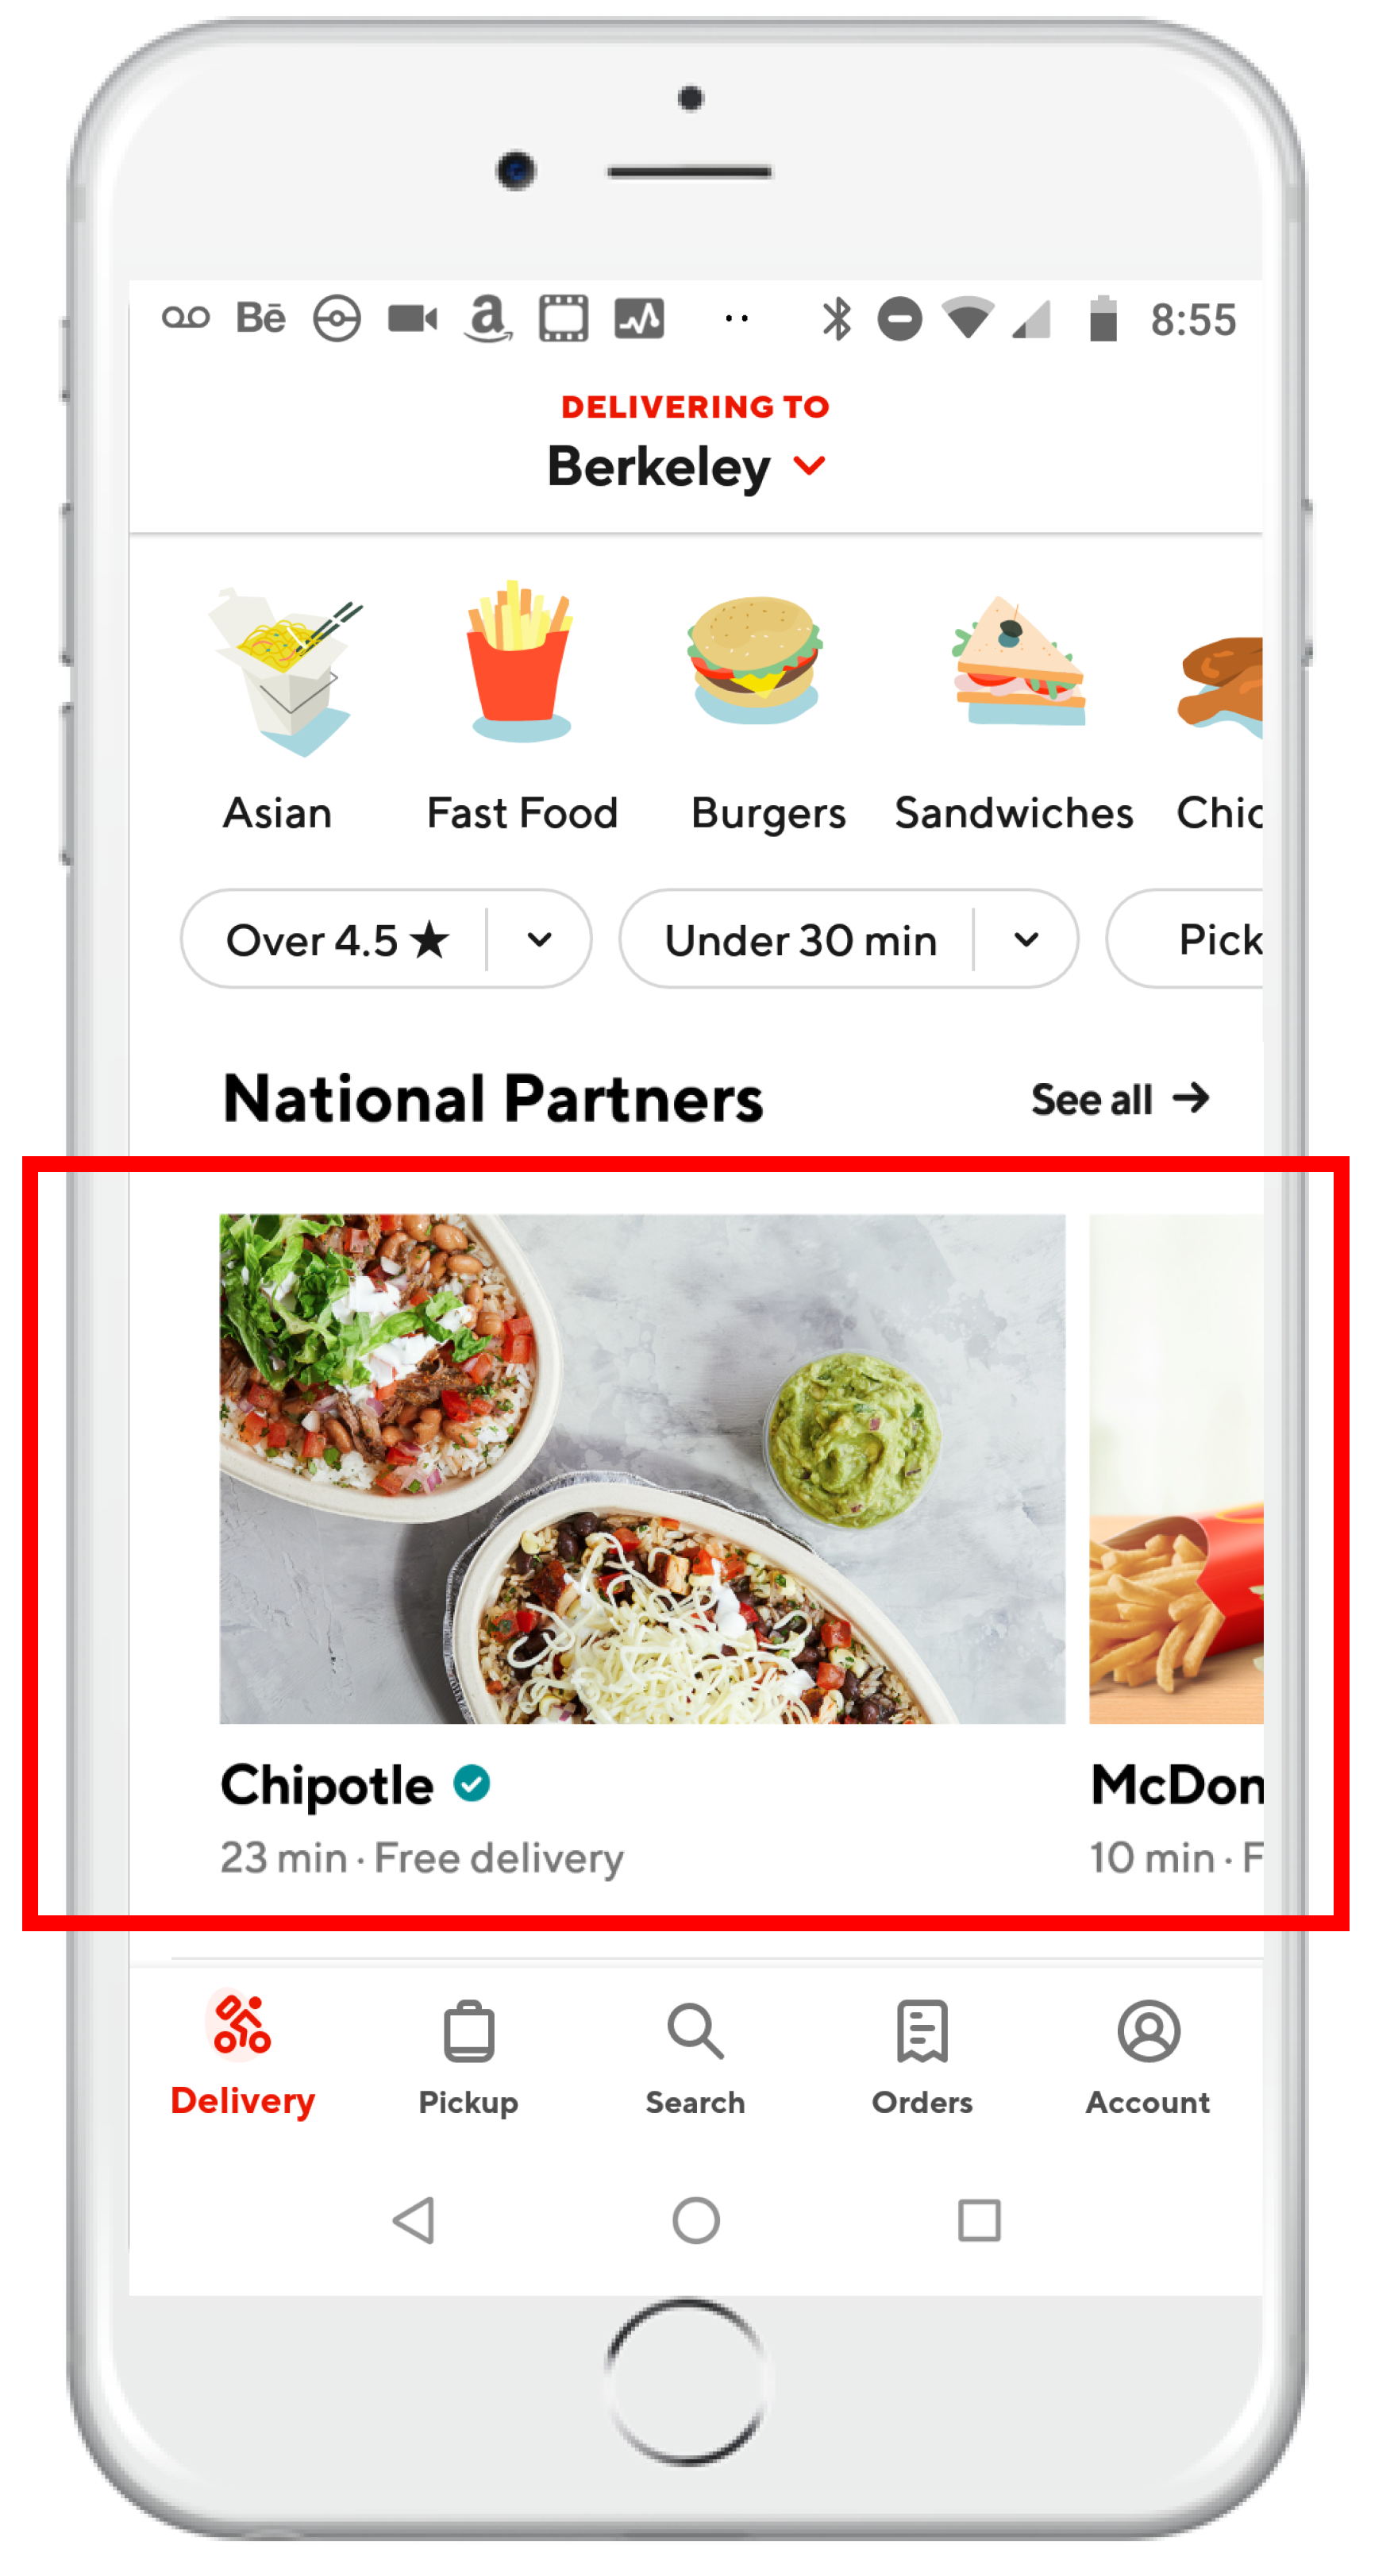 Bē 8:55
DELIVERING TO
Berkeley
Asian Fast Food Burgers Sandwiches Chic
Over 4.5 ★ Under 30 min Pick
National Partners See all →
Chipotle McDon
23 min · Free delivery 10 min · F
Delivery Pickup Search Orders Account